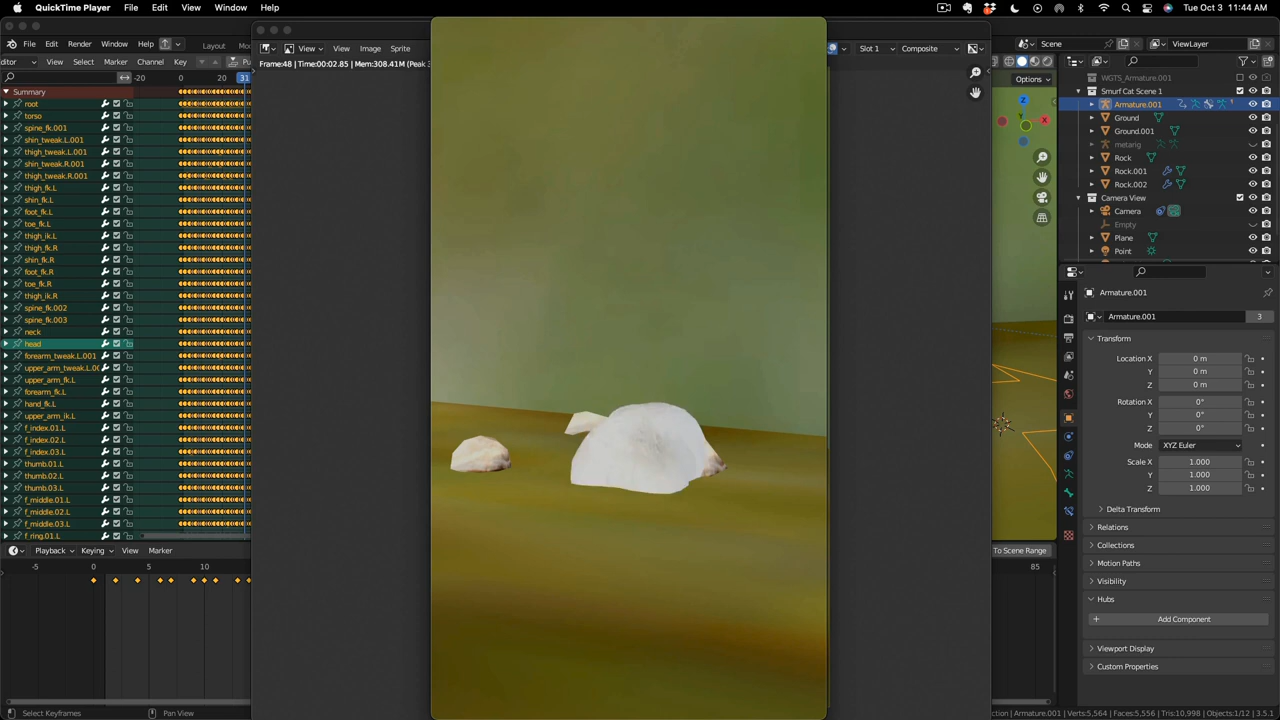 QuickTime Player File Edit View Window Help Tue Oct 3 11:44 AM
File Edit Render Window Help Layout
View Image Sprite Slot 1 Composite Scene ViewLayer
View Select Marker Channel Key
Frame:48 | Time:00:02.85 | Mem:308.41M (Peak
-20 0 20 31
Options
Summary
root
torso
spine_fk.001
shin_tweak.L.001
thigh_tweak.L.001
shin_tweak.R.001
thigh_tweak.R.001
thigh_fk.L
shin_fk.L
foot_fk.L
toe_fk.L
thigh_ik.L
thigh_fk.R
shin_fk.R
foot_fk.R
toe_fk.R
thigh_ik.R
spine_fk.002
spine_fk.003
neck
head
forearm_tweak.L.001
upper_arm_tweak.L.00
upper_arm_fk.L
forearm_fk.L
hand_fk.L
upper_arm_ik.L
f_index.01.L
f_index.02.L
f_index.03.L
thumb.01.L
thumb.02.L
thumb.03.L
f_middle.01.L
f_middle.02.L
f_middle.03.L
f_ring.01.L
Playback Keying View Marker
-5 0 5 10
To Scene Range
85
Select Keyframes Pan View
WGTS_Armature.001
Smurf Cat Scene 1
Armature.001
Ground
Ground.001
metarig
Rock
Rock.001
Rock.002
Camera View
Camera
Empty
Plane
Point
Armature.001
Armature.001 3
Transform
Location X 0 m
Y 0 m
Z 0 m
Rotation X 0°
Y 0°
Z 0°
Mode XYZ Euler
Scale X 1.000
Y 1.000
Z 1.000
Delta Transform
Relations
Collections
Motion Paths
Visibility
Hubs
Add Component
Viewport Display
Custom Properties
Armature.001 | Verts:5,564 | Faces:5,556 | Tris:10,998 | Objects:1/12 | 3.5.1